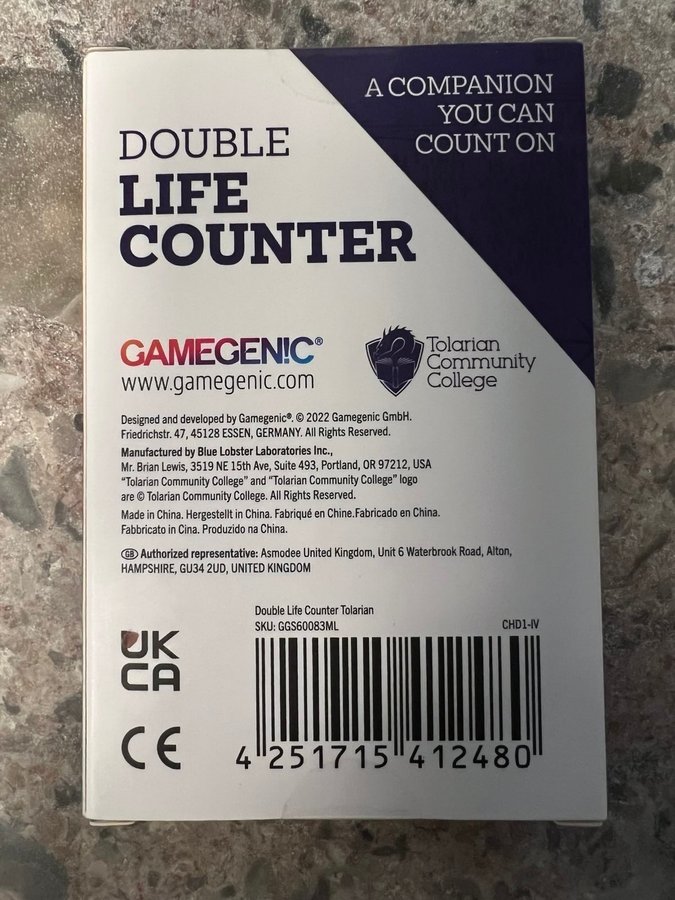 A COMPANION
YOU CAN
COUNT ON
DOUBLE
LIFE
COUNTER
GAMEGEN!C®
www.gamegenic.com
Tolarian
Community
College
Designed and developed by Gamegenic®. © 2022 Gamegenic GmbH.
Friedrichstr. 47, 45128 ESSEN, GERMANY. All Rights Reserved.
Manufactured by Blue Lobster Laboratories Inc.,
Mr. Brian Lewis, 3519 NE 15th Ave, Suite 493, Portland, OR 97212, USA
“Tolarian Community College” and “Tolarian Community College” logo
are © Tolarian Community College. All Rights Reserved.
Made in China. Hergestellt in China. Fabriqué en Chine.Fabricado en China.
Fabbricato in Cina. Produzido na China.
GB Authorized representative: Asmodee United Kingdom, Unit 6 Waterbrook Road, Alton,
HAMPSHIRE, GU34 2UD, UNITED KINGDOM
Double Life Counter Tolarian
SKU: GGS60083ML CHD1-IV
UK
CA
CE
4 251715 412480